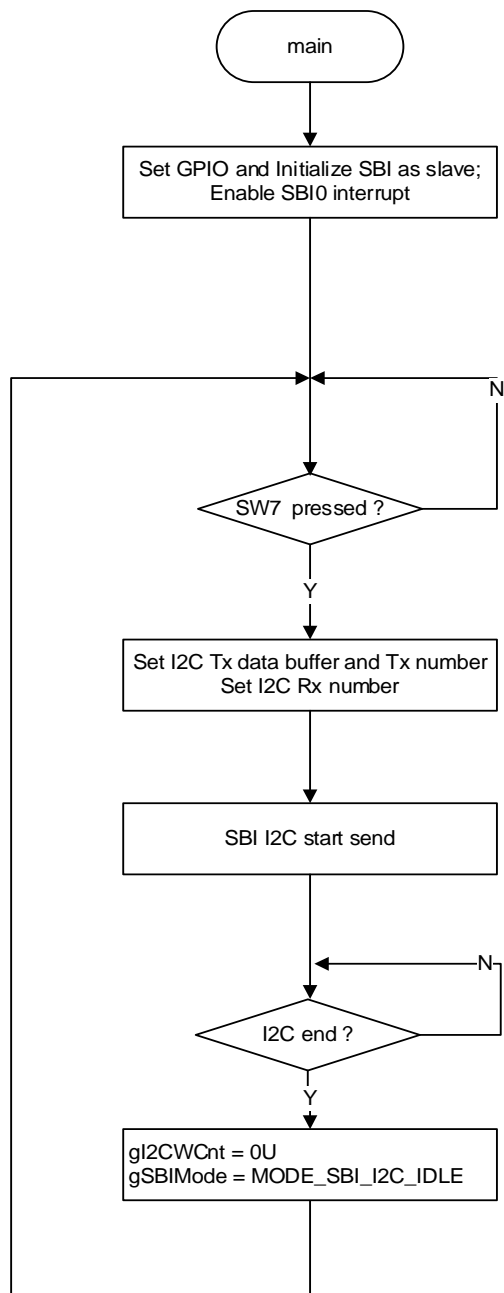 main
Set GPIO and Initialize SBI as slave;
Enable SBI0 interrupt
N
SW7 pressed ?
Y
Set I2C Tx data buffer and Tx number
Set I2C Rx number
SBI I2C start send
N
I2C end ?
Y
gI2CWCnt = 0U
gSBIMode = MODE_SBI_I2C_IDLE